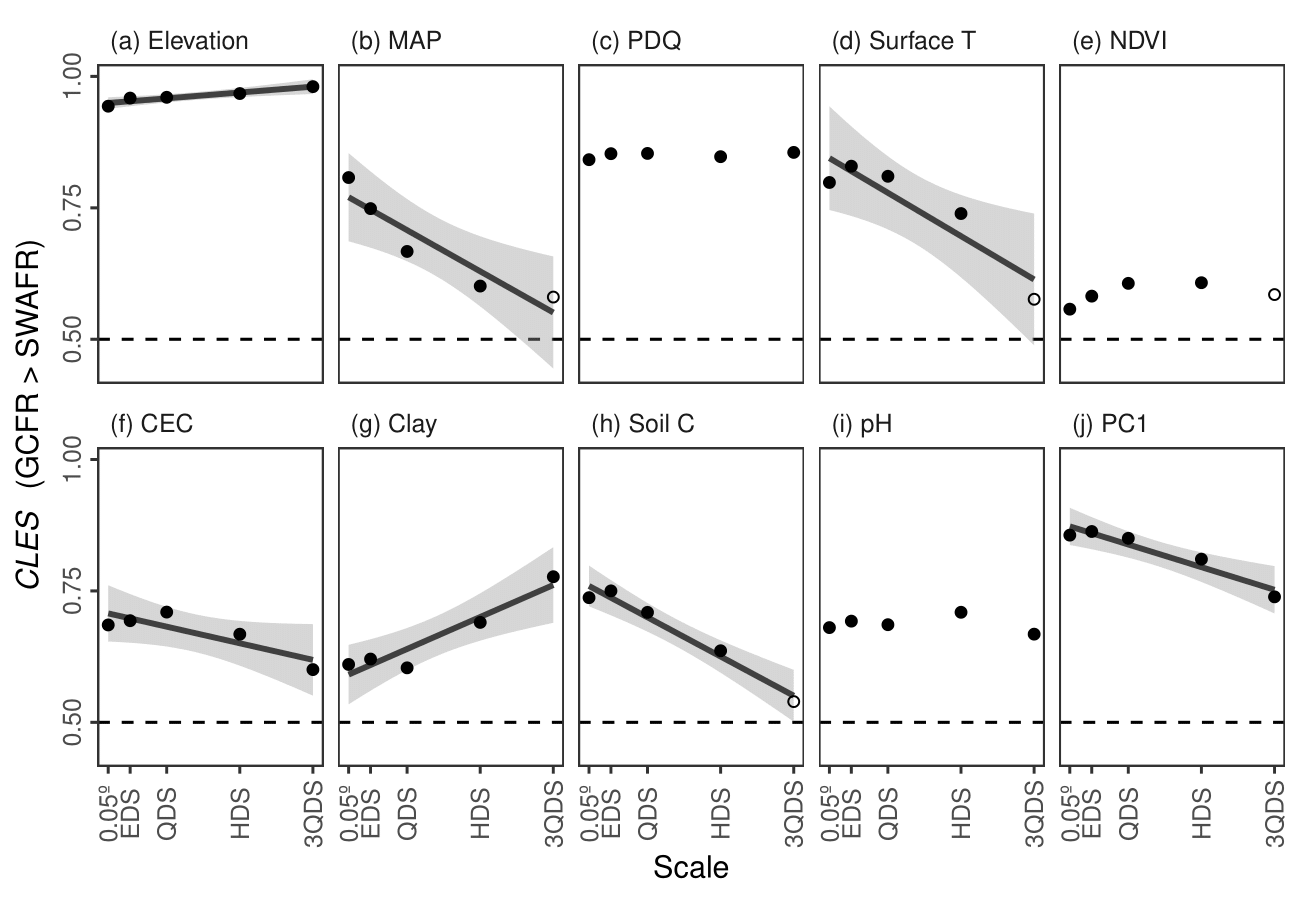 (a) Elevation
(b) MAP
(c) PDQ
(d) Surface T
(e) NDVI
1.00
0.75
0.50
CLES (GCFR > SWAFR)
(f) CEC
(g) Clay
(h) Soil C
(i) pH
(j) PC1
1.00
0.75
0.50
0.05º
EDS
QDS
HDS
3QDS
0.05º
EDS
QDS
HDS
3QDS
0.05º
EDS
QDS
HDS
3QDS
0.05º
EDS
QDS
HDS
3QDS
0.05º
EDS
QDS
HDS
3QDS
Scale